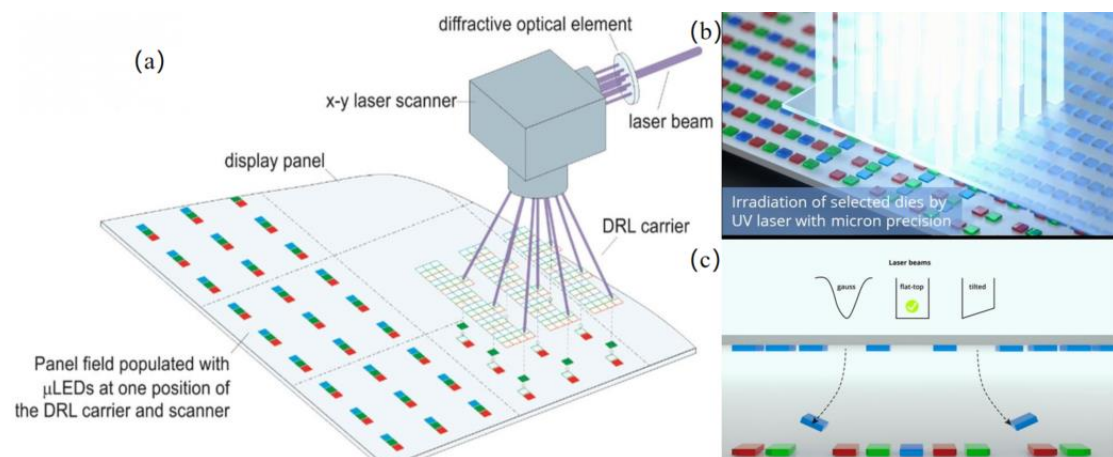 (a)
diffractive optical element
x-y laser scanner
laser beam
display panel
DRL carrier
Panel field populated with
μLEDs at one position of
the DRL carrier and scanner
(b)
Irradiation of selected dies by
UV laser with micron precision
(c)
Laser beams
gauss
flat-top
tilted